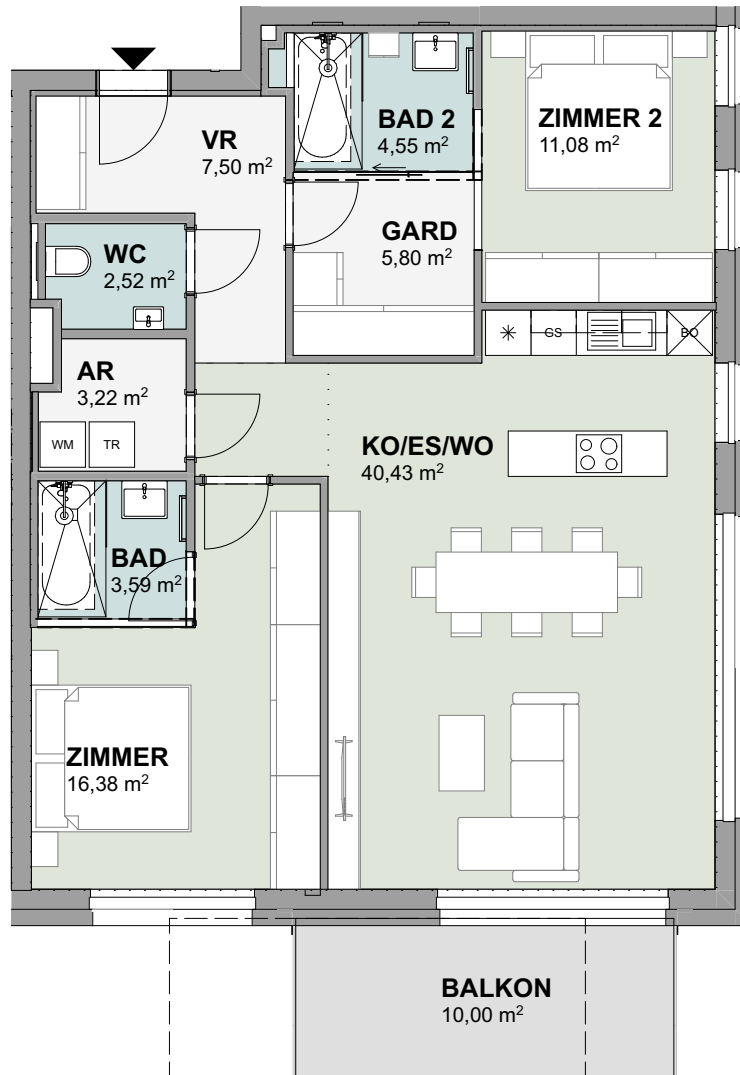 VR
7,50 m²
BAD 2
4,55 m²
ZIMMER 2
11,08 m²
WC
2,52 m²
GARD
5,80 m²
GS
BO
AR
3,22 m²
WM
TR
KO/ES/WO
40,43 m²
BAD
3,59 m²
ZIMMER
16,38 m²
BALKON
10,00 m²